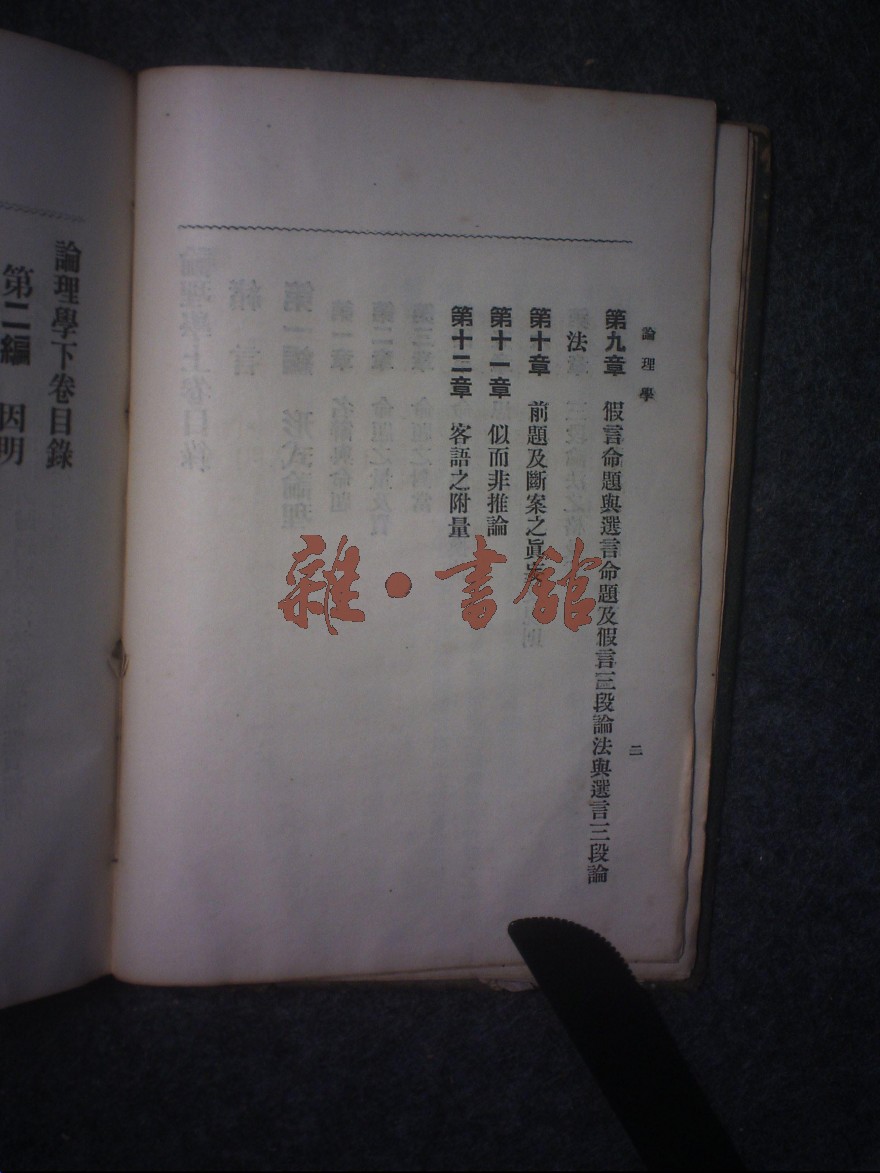 論理學
二
第九章　假言命題與選言命題及假言三段論法與選言三段論
法
第十章　前題及斷案之眞妄
第十一章　似而非推論
第十二章　客語之附量
論理學下卷目錄
第二編　因明
雜·書館